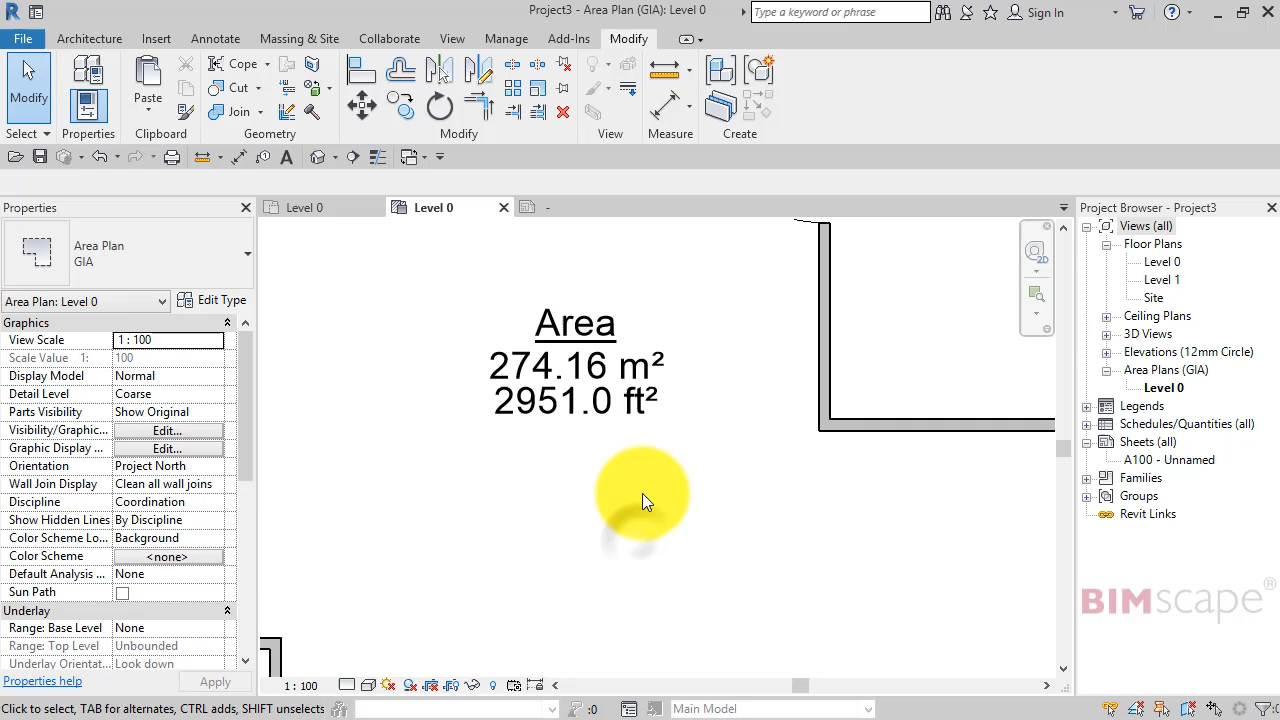 Project3 - Area Plan (GIA): Level 0
Type a keyword or phrase
Sign In
File Architecture Insert Annotate Massing & Site Collaborate View Manage Add-Ins Modify
Modify
Paste
Cope
Cut
Join
Select Properties Clipboard Geometry Modify View Measure Create
Properties
Area Plan
GIA
Area Plan: Level 0
Edit Type
Graphics
View Scale 1 : 100
Scale Value 1: 100
Display Model Normal
Detail Level Coarse
Parts Visibility Show Original
Visibility/Graphic... Edit...
Graphic Display ... Edit...
Orientation Project North
Wall Join Display Clean all wall joins
Discipline Coordination
Show Hidden Lines By Discipline
Color Scheme Lo... Background
Color Scheme <none>
Default Analysis ... None
Sun Path
Underlay
Range: Base Level None
Range: Top Level Unbounded
Underlay Orientat... Look down
Properties help
Apply
Level 0
Level 0
-
Area
274.16 m²
2951.0 ft²
2D
1 : 100
Project Browser - Project3
Views (all)
Floor Plans
Level 0
Level 1
Site
Ceiling Plans
3D Views
Elevations (12mm Circle)
Area Plans (GIA)
Level 0
Legends
Schedules/Quantities (all)
Sheets (all)
A100 - Unnamed
Families
Groups
Revit Links
BIMscape®
Click to select, TAB for alternates, CTRL adds, SHIFT unselects
:0
Main Model
:0